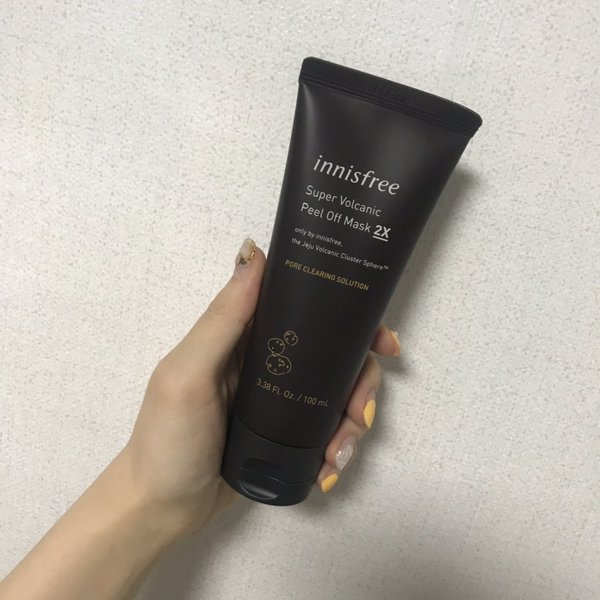 innisfree
Super Volcanic
Peel Off Mask 2X
only by innisfree,
the Jeju Volcanic Cluster Sphere™
PORE CLEARING SOLUTION
3.38 Fl. Oz. / 100 mL